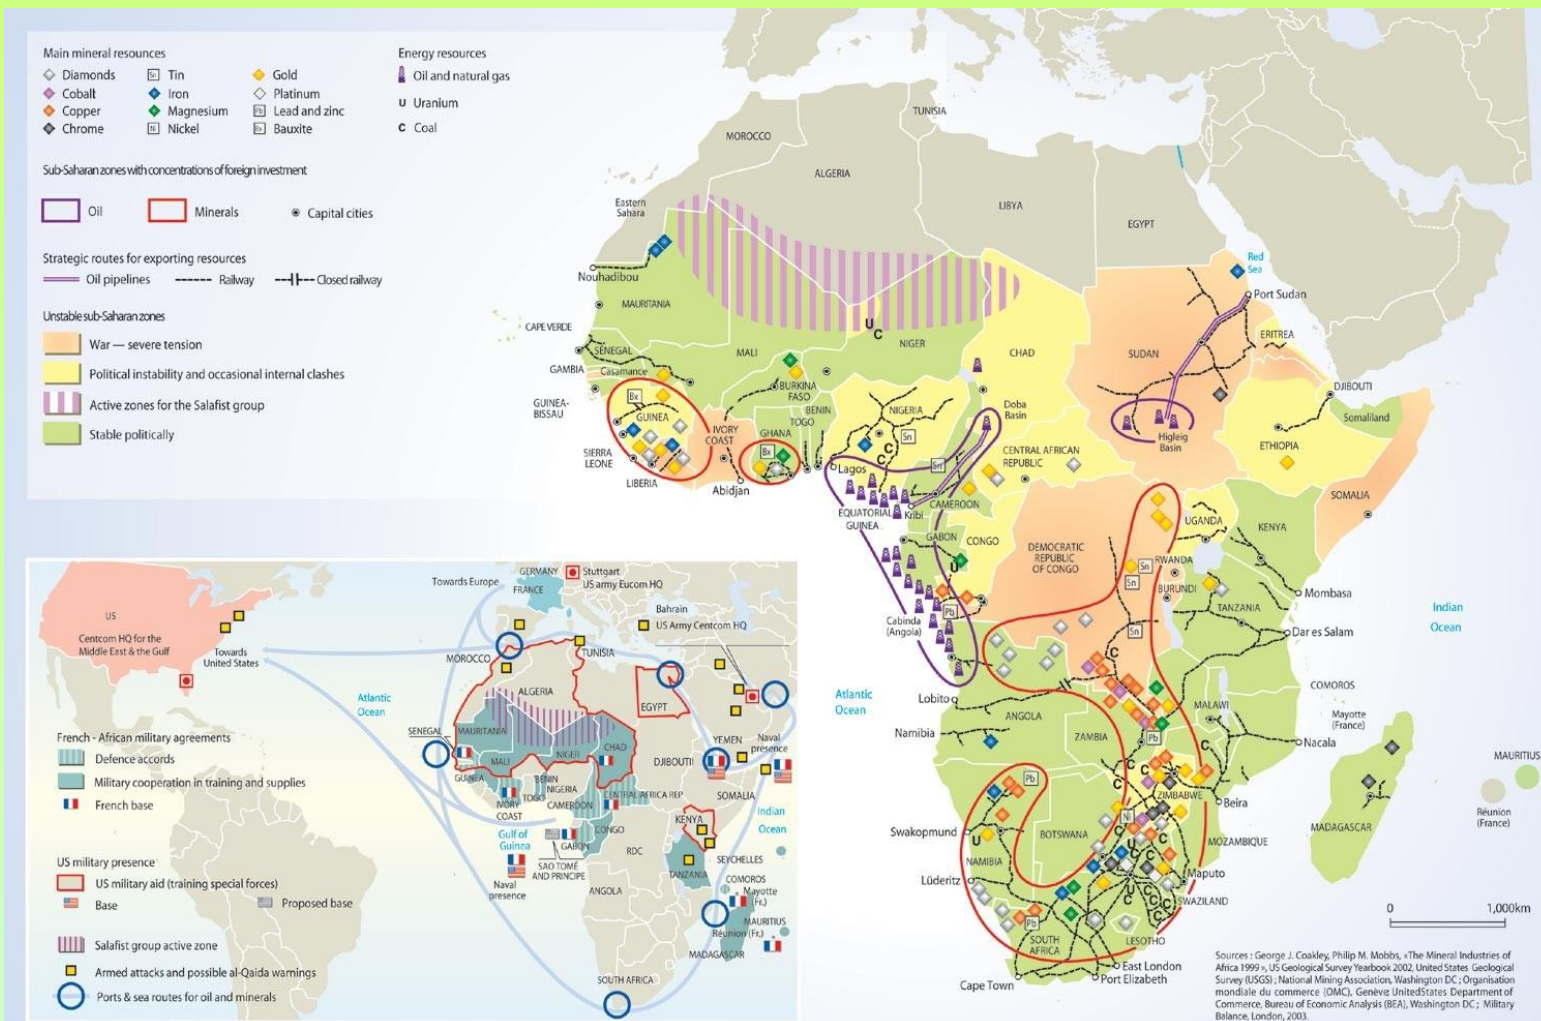 Main mineral resources
Diamonds
Cobalt
Copper
Chrome
Sn Tin
Iron
Magnesium
Ni Nickel
Gold
Platinum
Pb Lead and zinc
Bx Bauxite
Energy resources
Oil and natural gas
U Uranium
C Coal
Sub-Saharan zones with concentrations of foreign investment
Oil
Minerals
Capital cities
Strategic routes for exporting resources
Oil pipelines
Railway
Closed railway
Unstable sub-Saharan zones
War — severe tension
Political instability and occasional internal clashes
Active zones for the Salafist group
Stable politically
MOROCCO
TUNISIA
ALGERIA
LIBYA
EGYPT
Eastern
Sahara
Nouhadibou
MAURITANIA
CAPE VERDE
SENEGAL
GAMBIA
Casamance
GUINEA-
BISSAU
Bx
GUINEA
SIERRA
LEONE
LIBERIA
MALI
BURKINA
FASO
IVORY
COAST
Abidjan
GHANA
Bx
TOGO
BENIN
U
C
NIGER
NIGERIA
Sn
C
C
Lagos
CHAD
Doba
Basin
SUDAN
Red
Sea
Port Sudan
ERITREA
DJIBOUTI
Somaliland
Higleig
Basin
ETHIOPIA
SOMALIA
CENTRAL AFRICAN
REPUBLIC
Sn
CAMEROON
EQUATORIAL
GUINEA
Kribi
GABON
CONGO
U
Pb
Cabinda
(Angola)
DEMOCRATIC
REPUBLIC
OF CONGO
UGANDA
KENYA
RWANDA
BURUNDI
Sn
Sn
Sn
C
TANZANIA
Mombasa
Dar es Salam
Indian
Ocean
Atlantic
Ocean
Lobito
ANGOLA
Namibia
ZAMBIA
MALAWI
Pb
C
C
C
COMOROS
Mayotte
(France)
Nacala
ZIMBABWE
Beira
MOZAMBIQUE
MADAGASCAR
MAURITIUS
Réunion
(France)
Pb
Swakopmund
U
NAMIBIA
BOTSWANA
Ni
Lüderitz
Pb
SOUTH
AFRICA
LESOTHO
SWAZILAND
Maputo
Cape Town
East London
Port Elizabeth
0 1,000km
Sources : George J. Coakley, Philip M. Mobbs, «The Mineral Industries of
Africa 1999 », US Geological Survey Yearbook 2002, United States Geological
Survey (USGS) ; National Mining Association, Washington DC ; Organisation
mondiale du commerce (OMC), Genève; UnitedStates Department of
Commerce, Bureau of Economic Analysis (BEA), Washington DC ; Military
Balance, London, 2003.
US
Centcom HQ for the
Middle East & the Gulf
Towards
United States
Towards Europe
GERMANY
FRANCE
Stuttgart
US army Eucom HQ
Bahrain
US Army Centcom HQ
Atlantic
Ocean
MOROCCO
TUNISIA
ALGERIA
EGYPT
SENEGAL
MAURITANIA
MALI
NIGER
CHAD
GUINEA
IVORY
COAST
TOGO
BENIN
NIGERIA
CAMEROON
CENTRAL AFRICA REP
DJIBOUTI
YEMEN
Naval
presence
SOMALIA
Indian
Ocean
KENYA
Gulf of
Guinea
GABON
CONGO
RDC
SAO TOMÉ
AND PRINCIPE
Naval
presence
ANGOLA
TANZANIA
SEYCHELLES
COMOROS
Mayotte
(Fr.)
MAURITIUS
Réunion (Fr.)
MADAGASCAR
SOUTH AFRICA
French - African military agreements
Defence accords
Military cooperation in training and supplies
French base
US military presence
US military aid (training special forces)
Base
Proposed base
Salafist group active zone
Armed attacks and possible al-Qaida warnings
Ports & sea routes for oil and minerals